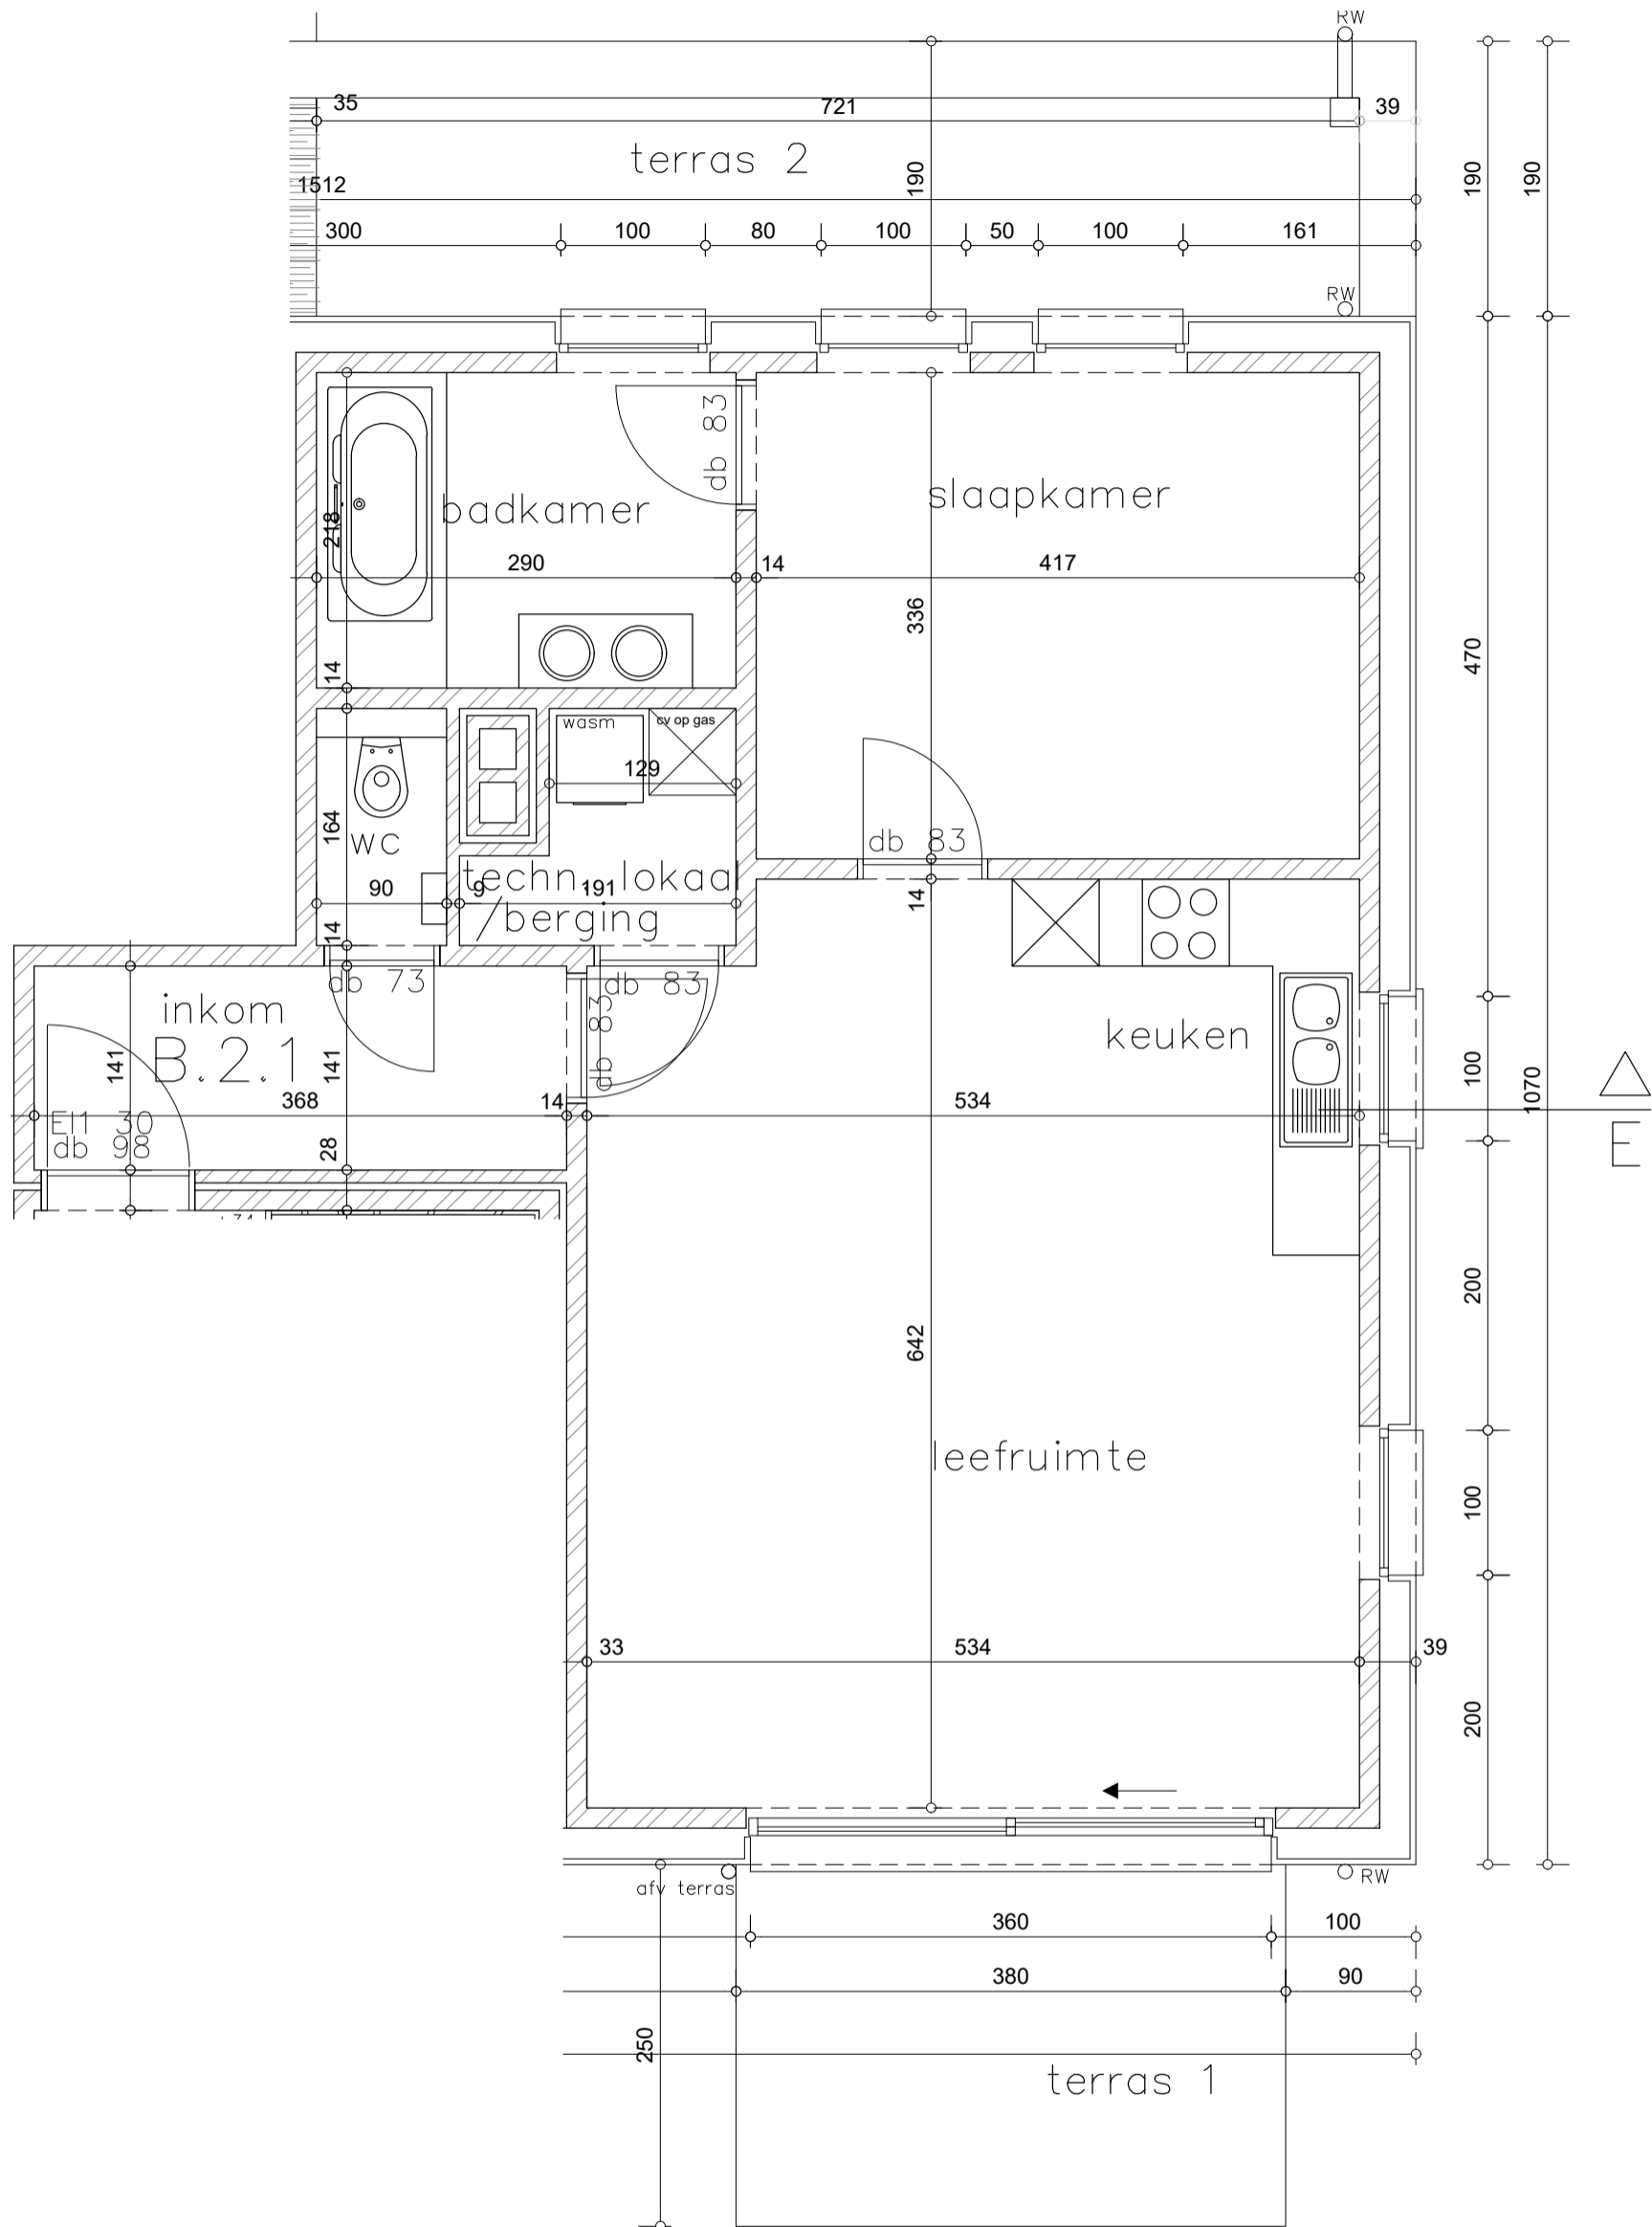 RW
35
721
39
terras 2
190
190
190
1512
300
100
80
100
50
100
161
RW
db 83
badkamer
slaapkamer
218
290
14
417
336
470
14
wasm
cv op gas
129
164
WC
db 83
techn. lokaal
/berging
90
9
191
14
14
db 73
db 83
inkom
B.2.1
db 83
keuken
141
141
100
1070
368
14
534
EI1 30
db 98
28
E
200
642
leefruimte
100
33
534
39
200
afv terras
RW
360
100
380
90
250
terras 1